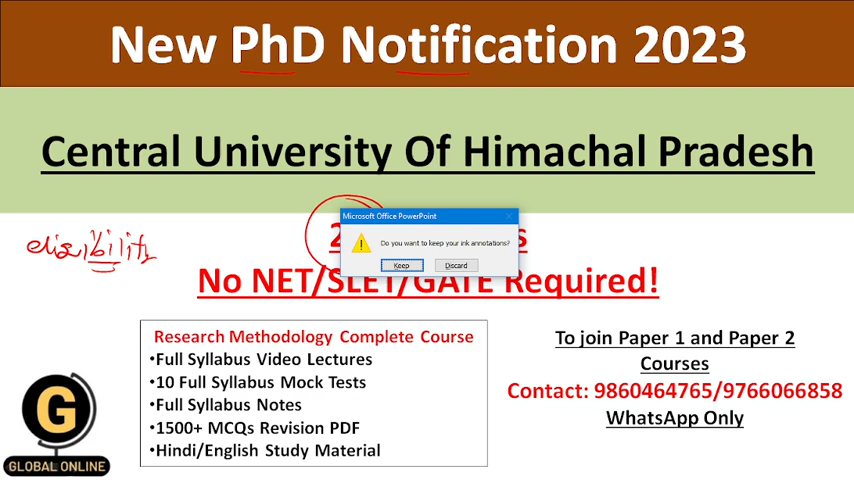 New PhD Notification 2023
Central University Of Himachal Pradesh
Microsoft Office PowerPoint
Do you want to keep your ink annotations?
Keep
Discard
eligibility
No NET/SLET/GATE Required!
Research Methodology Complete Course
•Full Syllabus Video Lectures
•10 Full Syllabus Mock Tests
•Full Syllabus Notes
•1500+ MCQs Revision PDF
•Hindi/English Study Material
To join Paper 1 and Paper 2
Courses
Contact: 9860464765/9766066858
WhatsApp Only
G
GLOBAL ONLINE